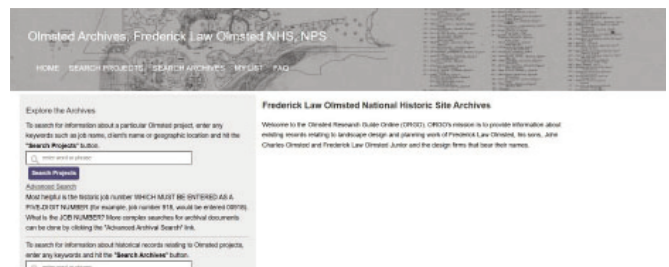 Olmsted Archives, Frederick Law Olmsted NHS, NPS
HOME SEARCH PROJECTS SEARCH ARCHIVES MY LIST FAQ
Explore the Archives
To search for information about a particular Olmsted project, enter any
keywords such as job name, client's name or geographic location and hit the
"Search Projects" button.
enter word or phrase
Search Projects
Advanced Search
Most helpful is the historic job number WHICH MUST BE ENTERED AS A
FIVE-DIGIT NUMBER (for example, job number 918, would be entered 00918).
What is the JOB NUMBER? More complex searches for archival documents
can be done by clicking the "Advanced Archival Search" link.
To search for information about historical records relating to Olmsted projects,
enter any keywords and hit the "Search Archives" button.
enter word or phrase
Frederick Law Olmsted National Historic Site Archives
Welcome to the Olmsted Research Guide Online (ORGO). ORGO's mission is to provide information about
existing records relating to landscape design and planning work of Frederick Law Olmsted, his sons, John
Charles Olmsted and Frederick Law Olmsted Junior and the design firms that bear their names.